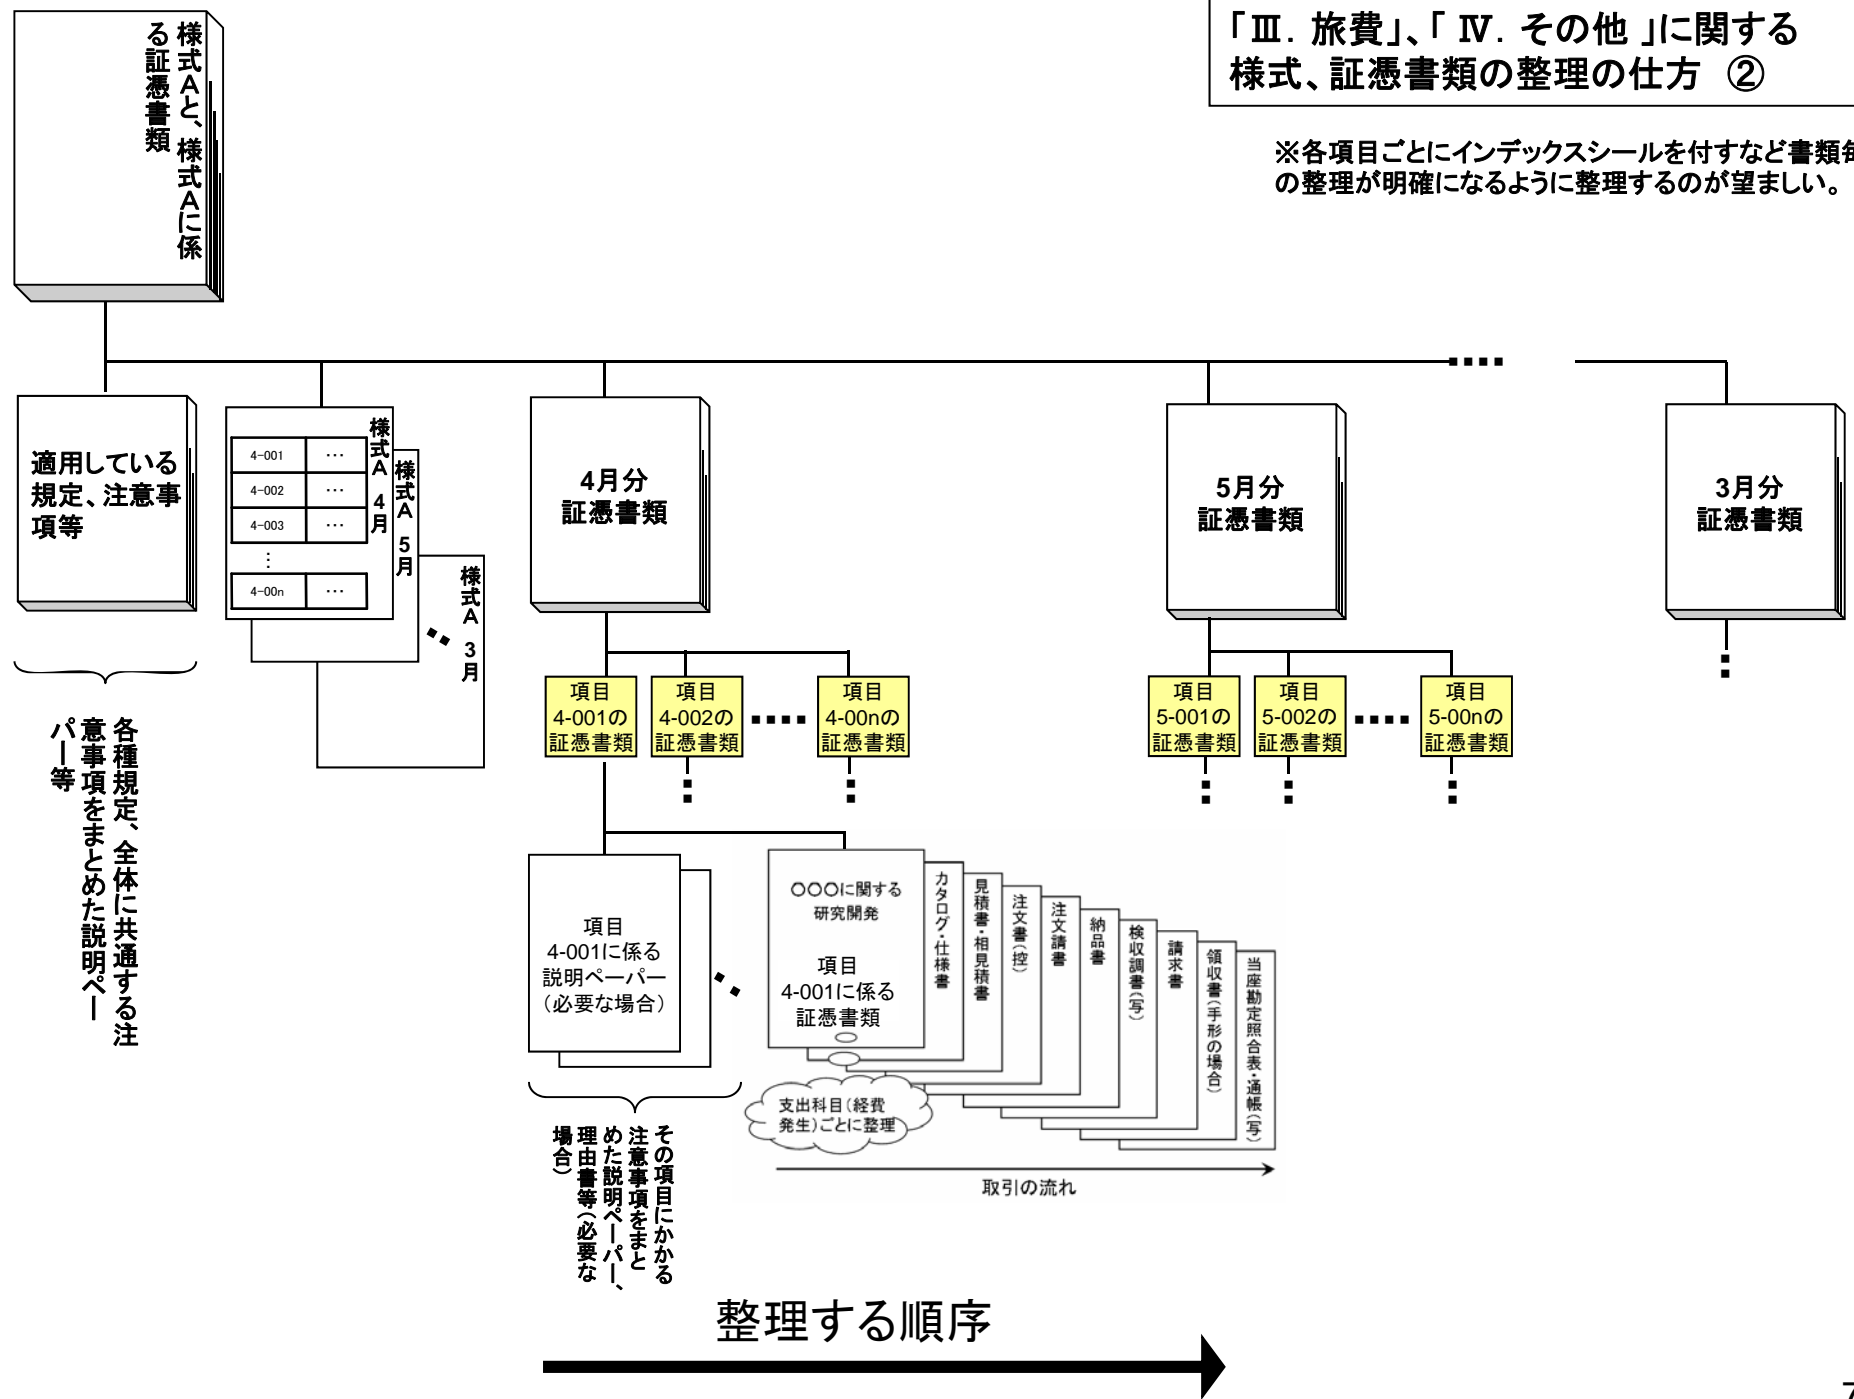 「Ⅲ. 旅費」、「 Ⅳ. その他 」に関する
様式、証憑書類の整理の仕方 ②
※各項目ごとにインデックスシールを付すなど書類毎
の整理が明確になるように整理するのが望ましい。
様式Aと、様式Aに係
る証憑書類
適用している
規定、注意事
項等
様式A 4月
4-001 …
4-002 …
4-003 …
⋮
4-00n …
様式A 5月
様式A 3月
4月分
証憑書類
5月分
証憑書類
3月分
証憑書類
項目
4-001の
証憑書類
項目
4-002の
証憑書類
項目
4-00nの
証憑書類
項目
5-001の
証憑書類
項目
5-002の
証憑書類
項目
5-00nの
証憑書類
各種規定、全体に共通する注
意事項をまとめた説明ペー
パー等
項目
4-001に係る
説明ペーパー
(必要な場合)
〇〇〇に関する
研究開発
項目
4-001に係る
証憑書類
カタログ・仕様書
見積書・相見積書
注文書(控)
注文請書
納品書
検収調書(写)
請求書
領収書(手形の場合)
当座勘定照合表・通帳(写)
支出科目(経費
発生)ごとに整理
取引の流れ
その項目にかかる
注意事項をまと
めた説明ペーパー、
理由書等(必要な
場合)
整理する順序